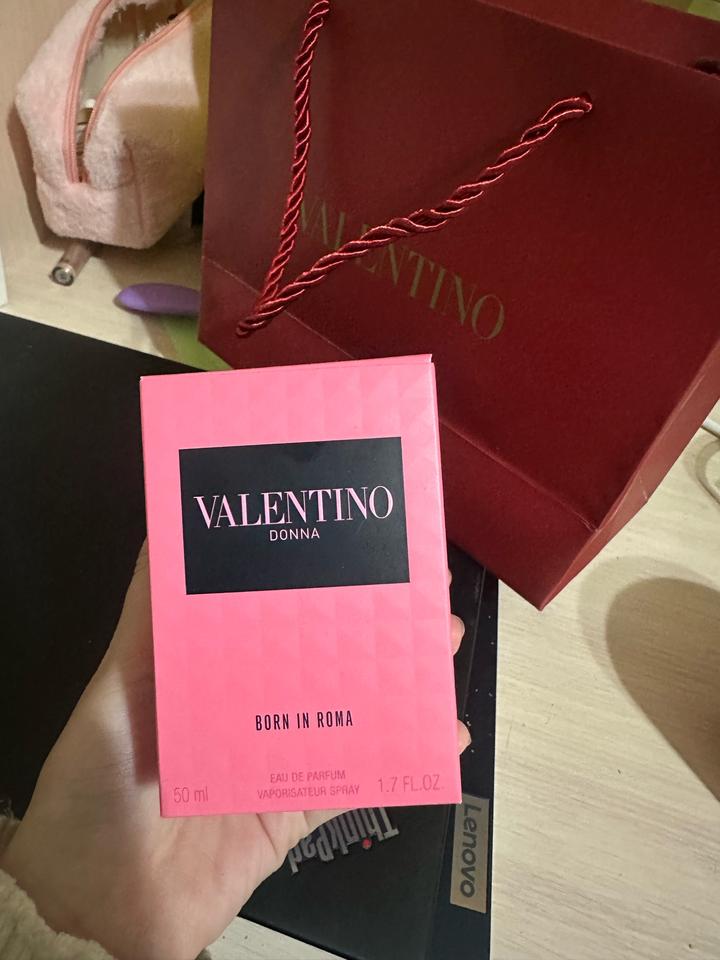 VALENTINO
VALENTINO
DONNA
BORN IN ROMA
EAU DE PARFUM
VAPORISATEUR SPRAY
50 ml
1.7 FL.OZ.
ThinkPad
Lenovo